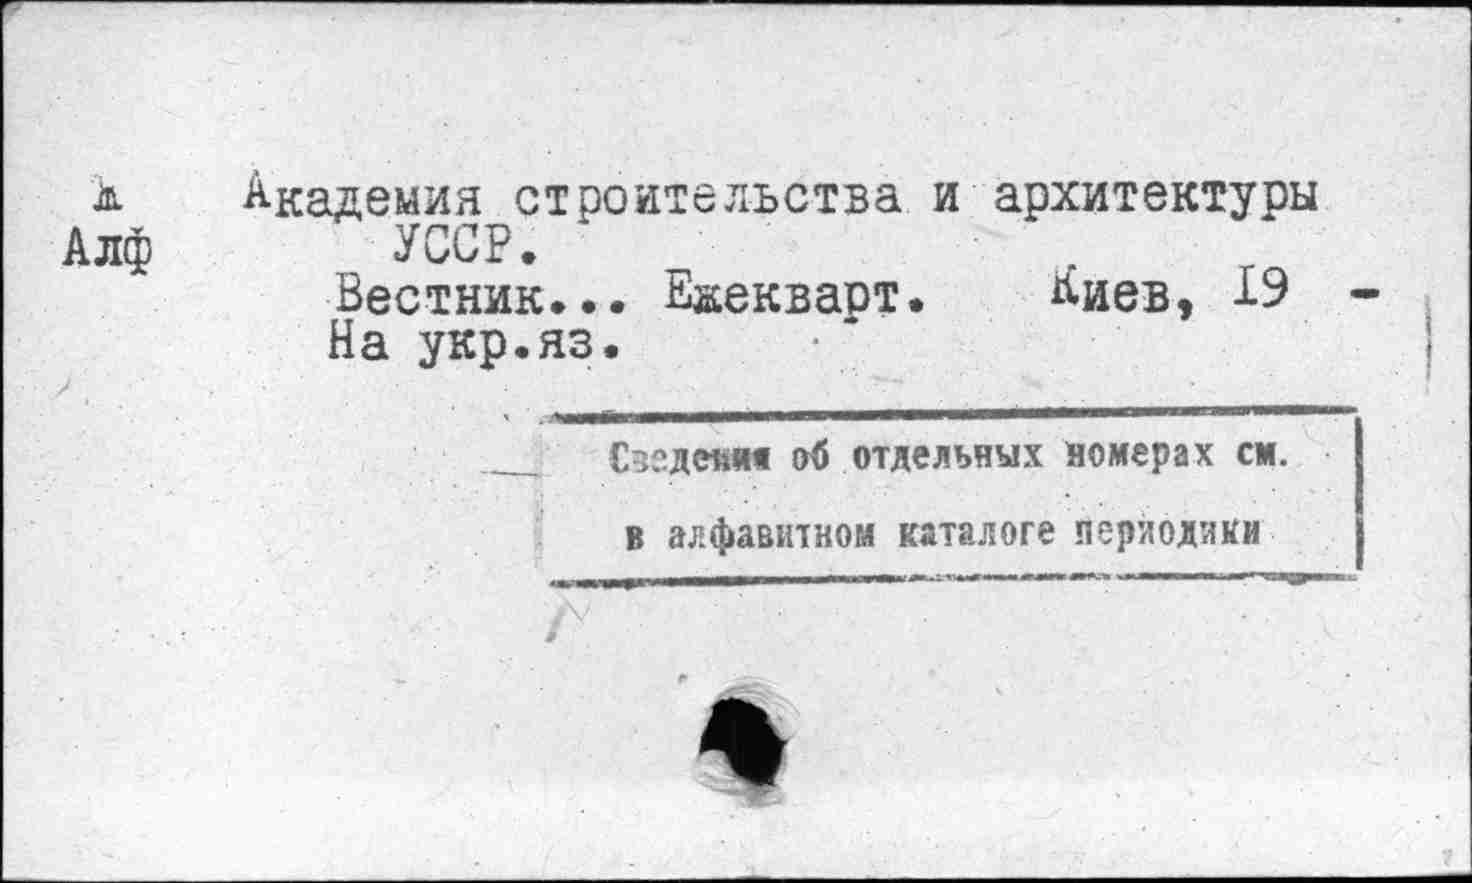 Академия строительства и архитектуры
Алф УССР.
Вестник... Ежекварт. Киев, 19 -
На укр.яз.
Сведения об отдельных номерах см.
в алфавитном каталоге периодики